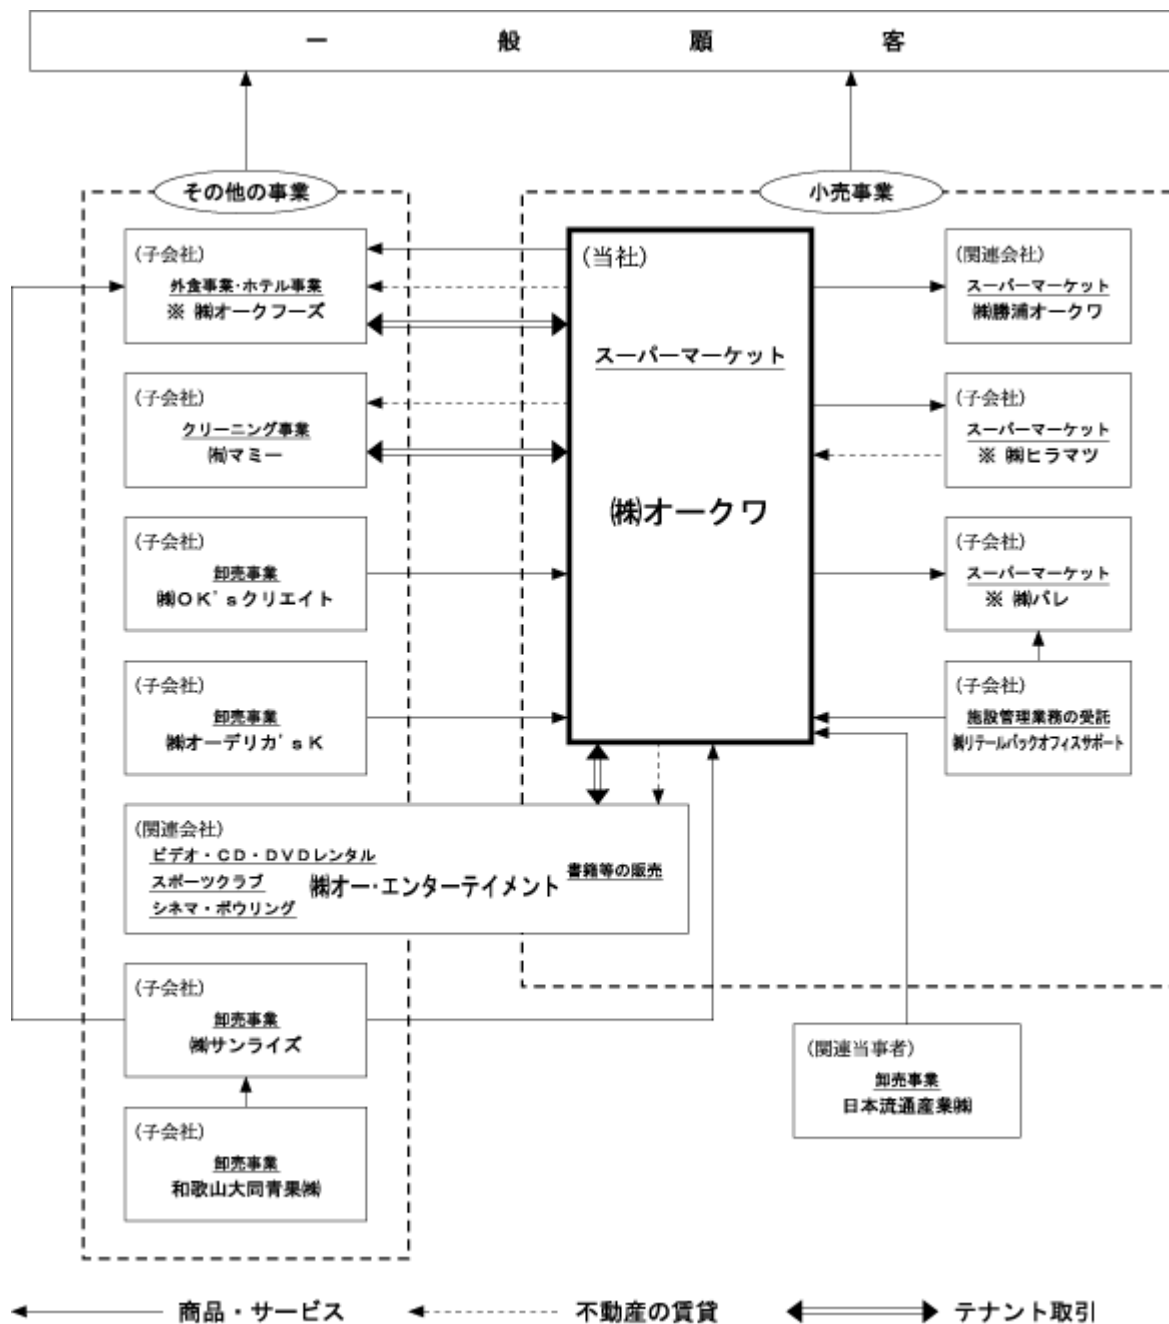 一般顧客
その他の事業
小売事業
(子会社)
外食事業・ホテル事業
※ ㈱オークフーズ
(子会社)
クリーニング事業
㈲マミー
(子会社)
卸売事業
㈱ＯＫ'ｓクリエイト
(子会社)
卸売事業
㈱オーデリカ'ｓＫ
(当社)
スーパーマーケット
㈱オークワ
(関連会社)
スーパーマーケット
㈱勝浦オークワ
(子会社)
スーパーマーケット
※ ㈱ヒラマツ
(子会社)
スーパーマーケット
※ ㈱パレ
(子会社)
施設管理業務の受託
㈱リテールバックオフィスサポート
(関連会社)
ビデオ・ＣＤ・ＤＶＤレンタル
スポーツクラブ
シネマ・ボウリング
㈱オー・エンターテイメント
書籍等の販売
(子会社)
卸売事業
㈱サンライズ
(子会社)
卸売事業
和歌山大同青果㈱
(関連当事者)
卸売事業
日本流通産業㈱
商品・サービス
不動産の賃貸
テナント取引